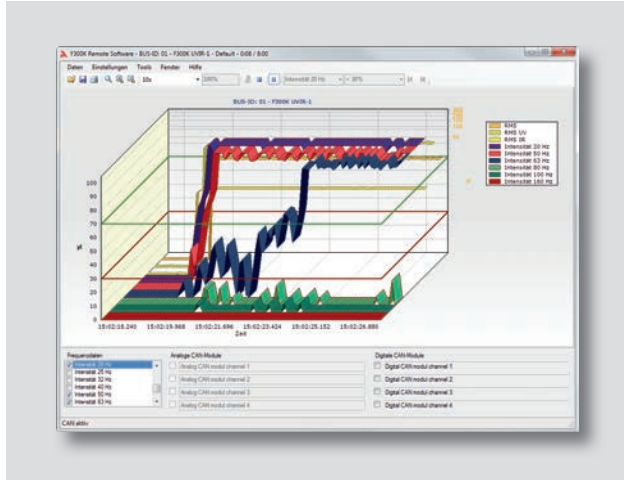 F300K Remote Software - BUS-ID: 01 - F300K UVIR-1 - Default - 0:08 / 8:00
Datei Einstellungen Tools Fenster Hilfe
10x 100% Intensität 20 Hz < 30%
BUS-ID: 01 - F300K UVIR-1
RMS
RMS UV
RMS IR
Intensität 20 Hz
Intensität 50 Hz
Intensität 63 Hz
Intensität 80 Hz
Intensität 100 Hz
Intensität 160 Hz
100
90
80
70
60
50
40
30
20
10
0
15:02:18.240 15:02:19.968 15:02:21.696 15:02:23.424 15:02:25.152 15:02:26.880
Zeit
Frequenzdaten
Intensität 20 Hz
Intensität 25 Hz
Intensität 32 Hz
Intensität 40 Hz
Intensität 50 Hz
Intensität 63 Hz
Analoge CAN-Module
Analog CAN modul channel 1
Analog CAN modul channel 2
Analog CAN modul channel 3
Analog CAN modul channel 4
Digitale CAN-Module
Digital CAN modul channel 1
Digital CAN modul channel 2
Digital CAN modul channel 3
Digital CAN modul channel 4
CAN aktiv